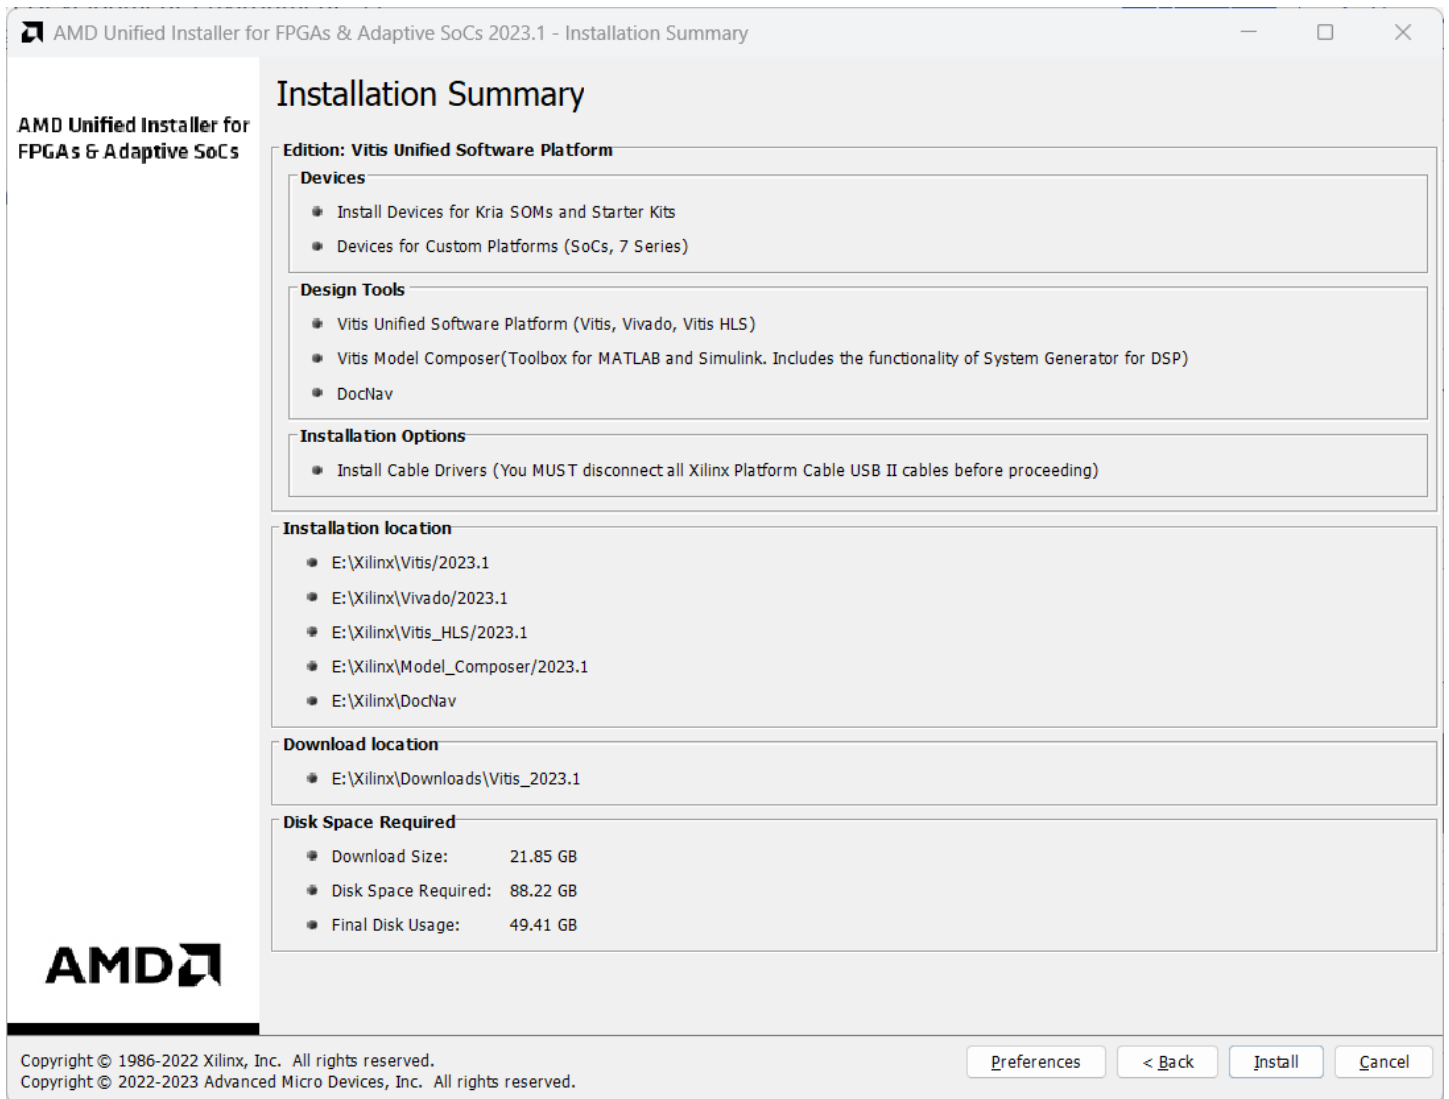 AMD Unified Installer for FPGAs & Adaptive SoCs 2023.1 - Installation Summary
AMD Unified Installer for
FPGAs & Adaptive SoCs
Installation Summary
Edition: Vitis Unified Software Platform
Devices
Install Devices for Kria SOMs and Starter Kits
Devices for Custom Platforms (SoCs, 7 Series)
Design Tools
Vitis Unified Software Platform (Vitis, Vivado, Vitis HLS)
Vitis Model Composer(Toolbox for MATLAB and Simulink. Includes the functionality of System Generator for DSP)
DocNav
Installation Options
Install Cable Drivers (You MUST disconnect all Xilinx Platform Cable USB II cables before proceeding)
Installation location
E:\Xilinx\Vitis/2023.1
E:\Xilinx\Vivado/2023.1
E:\Xilinx\Vitis_HLS/2023.1
E:\Xilinx\Model_Composer/2023.1
E:\Xilinx\DocNav
Download location
E:\Xilinx\Downloads\Vitis_2023.1
Disk Space Required
Download Size: 21.85 GB
Disk Space Required: 88.22 GB
Final Disk Usage: 49.41 GB
AMD
Copyright © 1986-2022 Xilinx, Inc. All rights reserved.
Copyright © 2022-2023 Advanced Micro Devices, Inc. All rights reserved.
Preferences
< Back
Install
Cancel